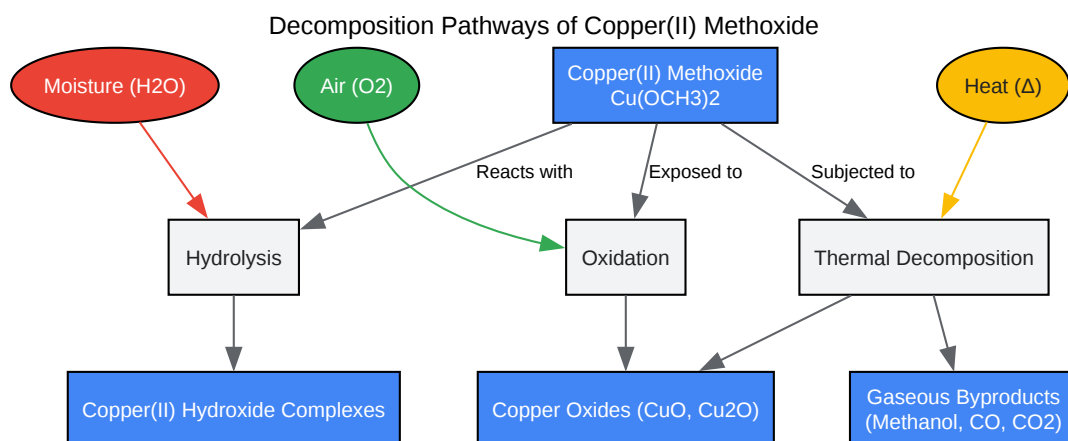 Decomposition Pathways of Copper(II) Methoxide
Moisture (H2O)
Air (O2)
Copper(II) Methoxide
Cu(OCH3)2
Heat (Δ)
Reacts with
Exposed to
Subjected to
Hydrolysis
Oxidation
Thermal Decomposition
Copper(II) Hydroxide Complexes
Copper Oxides (CuO, Cu2O)
Gaseous Byproducts
(Methanol, CO, CO2)